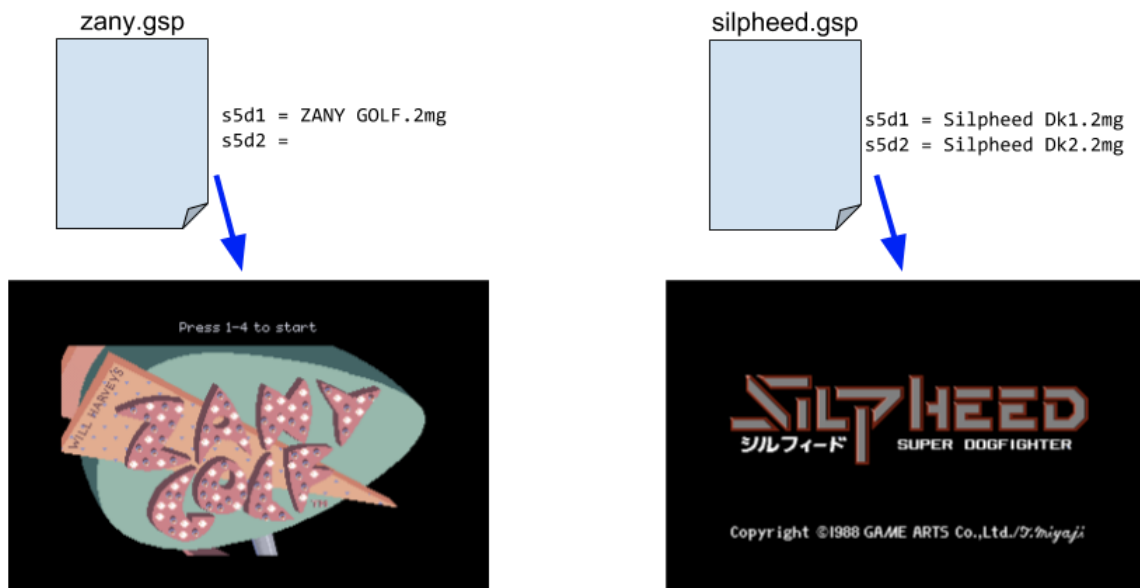 zany.gsp
s5d1 = ZANY GOLF.2mg
s5d2 =
Press 1-4 to start
WILL HARVEYS
ZANY
GOLF
silpheed.gsp
s5d1 = Silpheed Dk1.2mg
s5d2 = Silpheed Dk2.2mg
SILPHEED
シルフィード SUPER DOGFIGHTER
Copyright ©1988 GAME ARTS Co.,Ltd./T.Miyaji